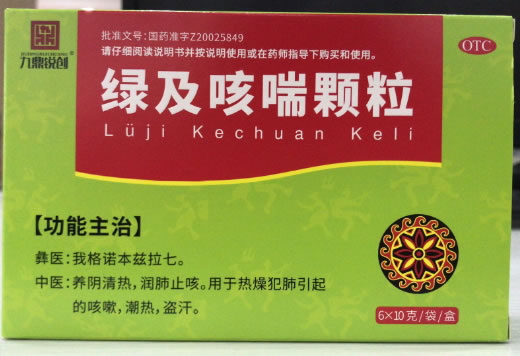 九鼎锐创
批准文号：国药准字Z20025849
请仔细阅读说明书并按说明使用或在药师指导下购买和使用。
OTC
绿及咳喘颗粒
Lüji Kechuan Keli
【功能主治】
彝医：我格诺本兹拉七。
中医：养阴清热，润肺止咳。用于热燥犯肺引起
的咳嗽，潮热，盗汗。
6×10克/袋/盒